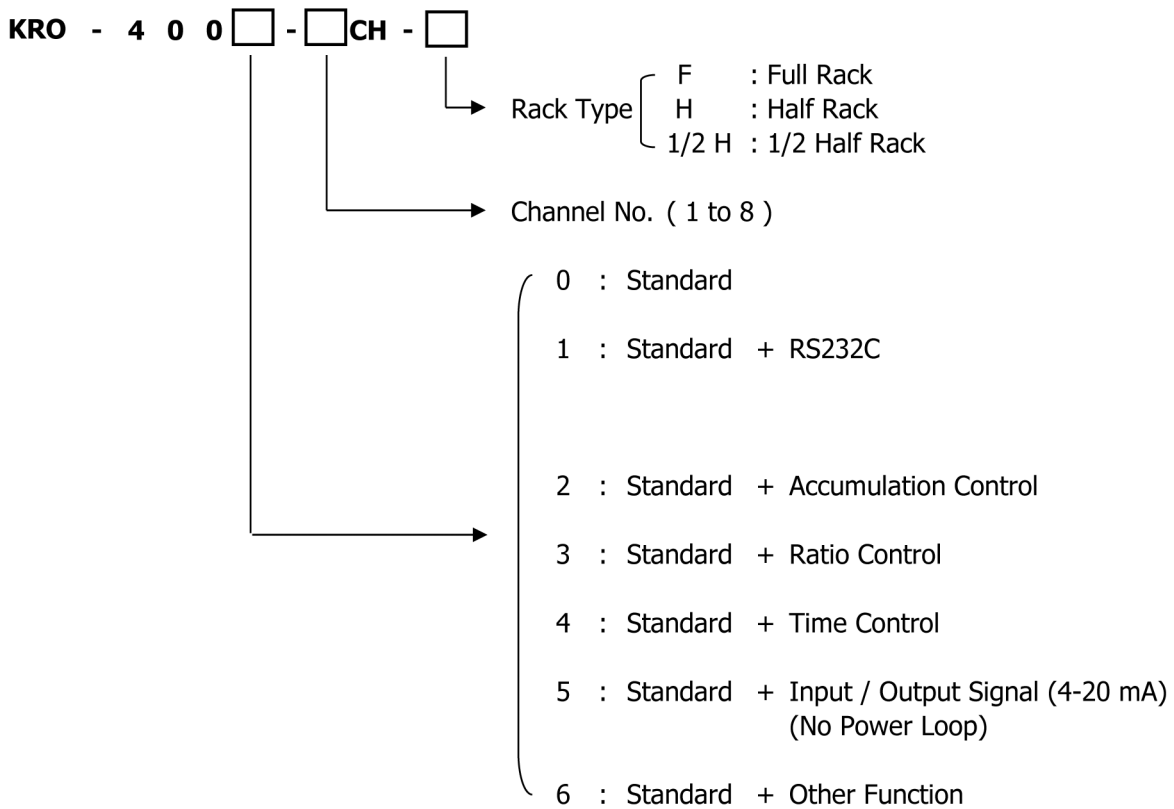 KRO - 4 0 0 - CH -
Rack Type
F : Full Rack
H : Half Rack
1/2 H : 1/2 Half Rack
Channel No. ( 1 to 8 )
0 : Standard
1 : Standard + RS232C
2 : Standard + Accumulation Control
3 : Standard + Ratio Control
4 : Standard + Time Control
5 : Standard + Input / Output Signal (4-20 mA)
(No Power Loop)
6 : Standard + Other Function